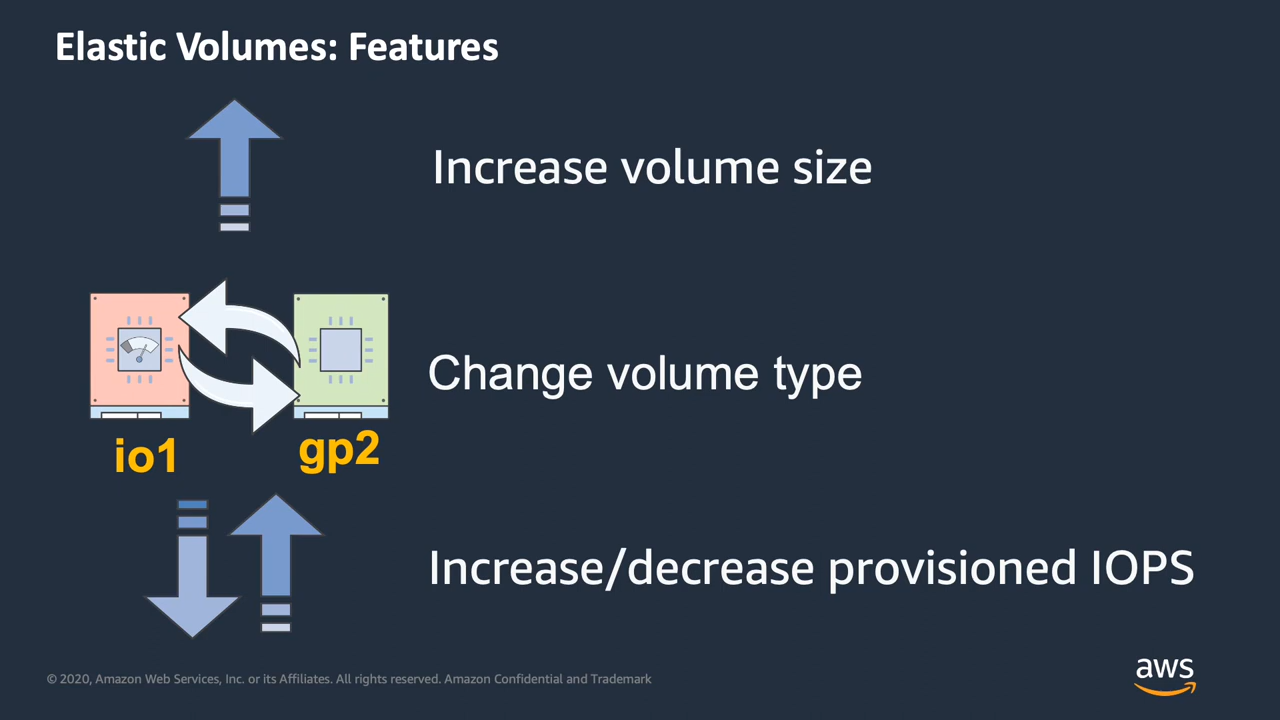 Elastic Volumes: Features
Increase volume size
Change volume type
io1
gp2
Increase/decrease provisioned IOPS
© 2020, Amazon Web Services, Inc. or its Affiliates. All rights reserved. Amazon Confidential and Trademark
aws